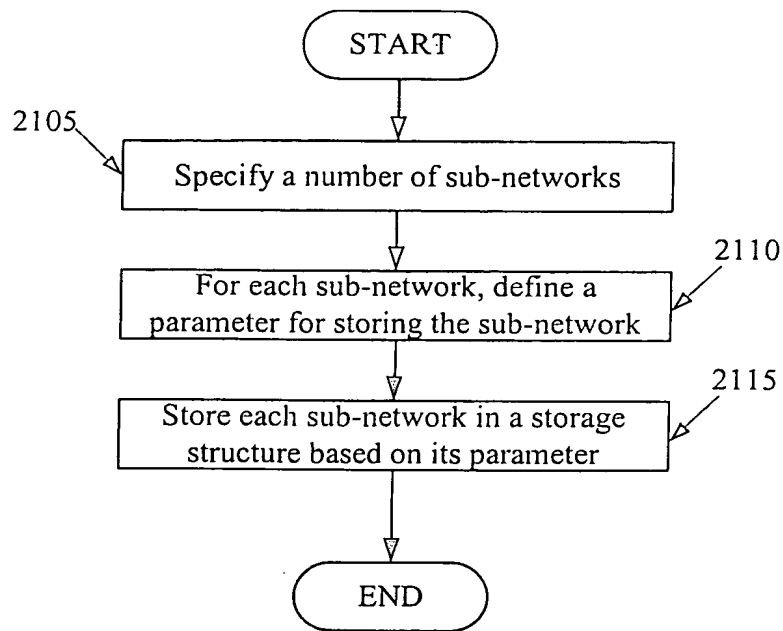 START
2105
Specify a number of sub-networks
2110
For each sub-network, define a
parameter for storing the sub-network
2115
Store each sub-network in a storage
structure based on its parameter
END